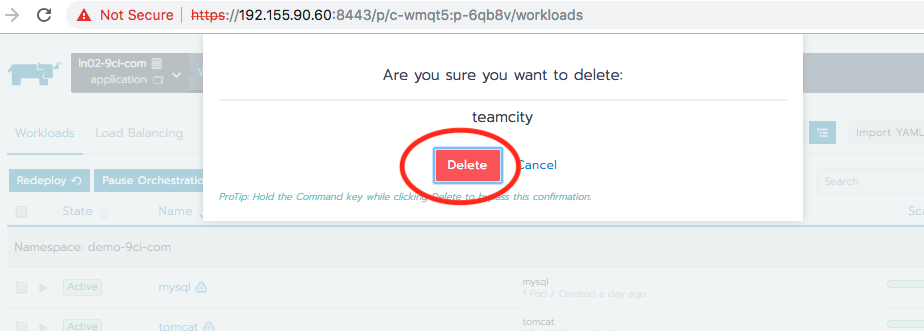 Not Secure | https://192.155.90.60:8443/p/c-wmqt5:p-6qb8v/workloads
ln02-9ci-com
application
Are you sure you want to delete:
teamcity
Workloads Load Balancing
Import YAML
Delete Cancel
Redeploy Pause Orchestratio
Search
ProTip: Hold the Command key while clicking Delete to bypass this confirmation.
State Name Sca
Namespace: demo-9ci-com
Active mysql mysql
1 Pod / Created a day ago
Active tomcat tomcat